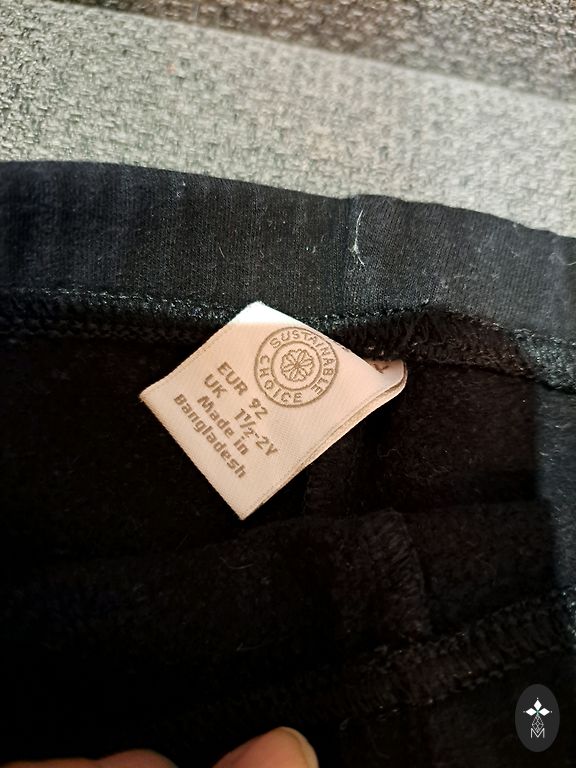 SUSTAINABLE
CHOICE
EUR 92
UK 1½-2Y
Made in
Bangladesh